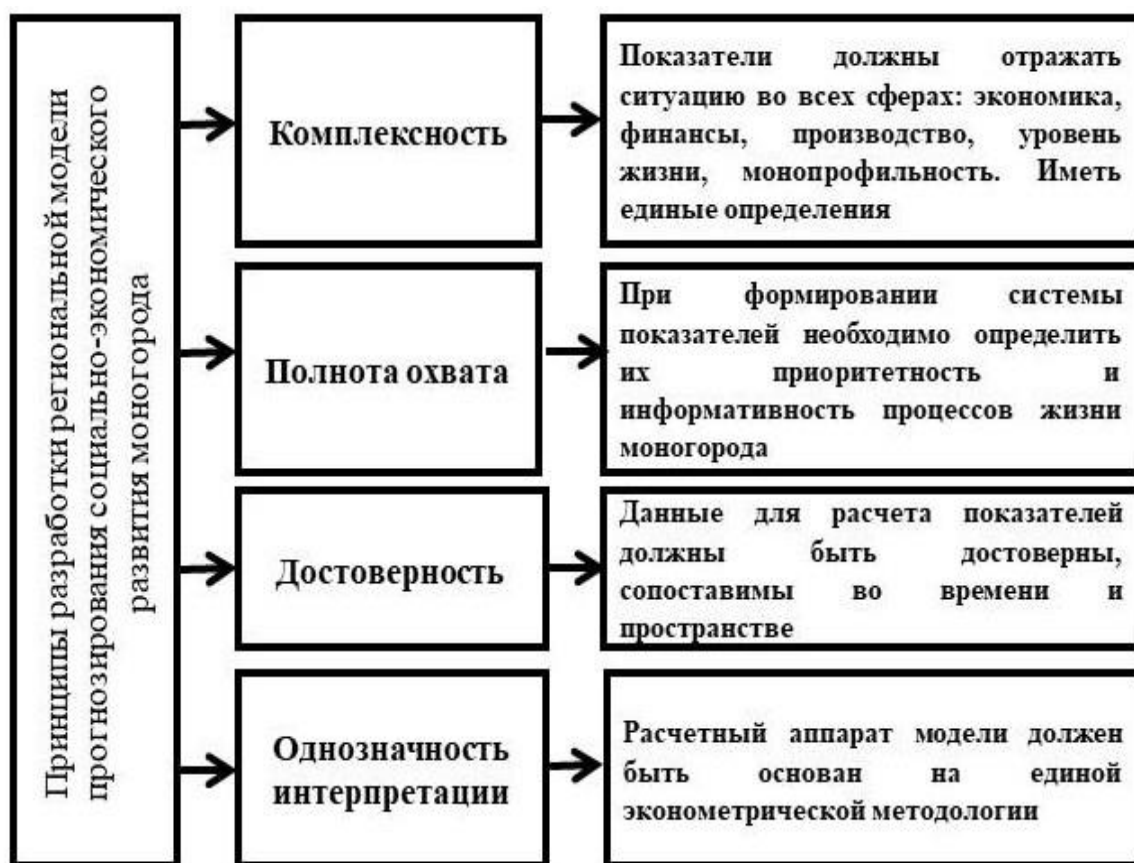 Принципы разработки региональной модели
прогнозирования социально-экономического
развития моногорода
Комплексность
Показатели должны отражать
ситуацию во всех сферах: экономика,
финансы, производство, уровень
жизни, монопрофильность. Иметь
единые определения
Полнота охвата
При формировании системы
показателей необходимо определить
их приоритетность и
информативность процессов жизни
моногорода
Достоверность
Данные для расчета показателей
должны быть достоверны,
сопоставимы во времени и
пространстве
Однозначность
интерпретации
Расчетный аппарат модели должен
быть основан на единой
эконометрической методологии